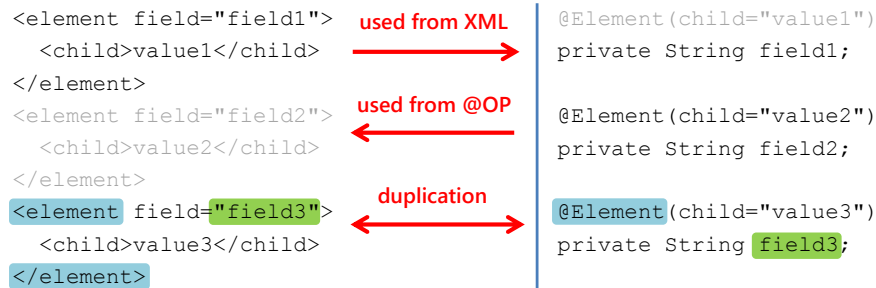 <element field="field1">
<child>value1</child>
</element>
<element field="field2">
<child>value2</child>
</element>
<element field="field3">
<child>value3</child>
</element>
used from XML
used from @OP
duplication
@Element(child="value1")
private String field1;
@Element(child="value2")
private String field2;
@Element(child="value3")
private String field3;